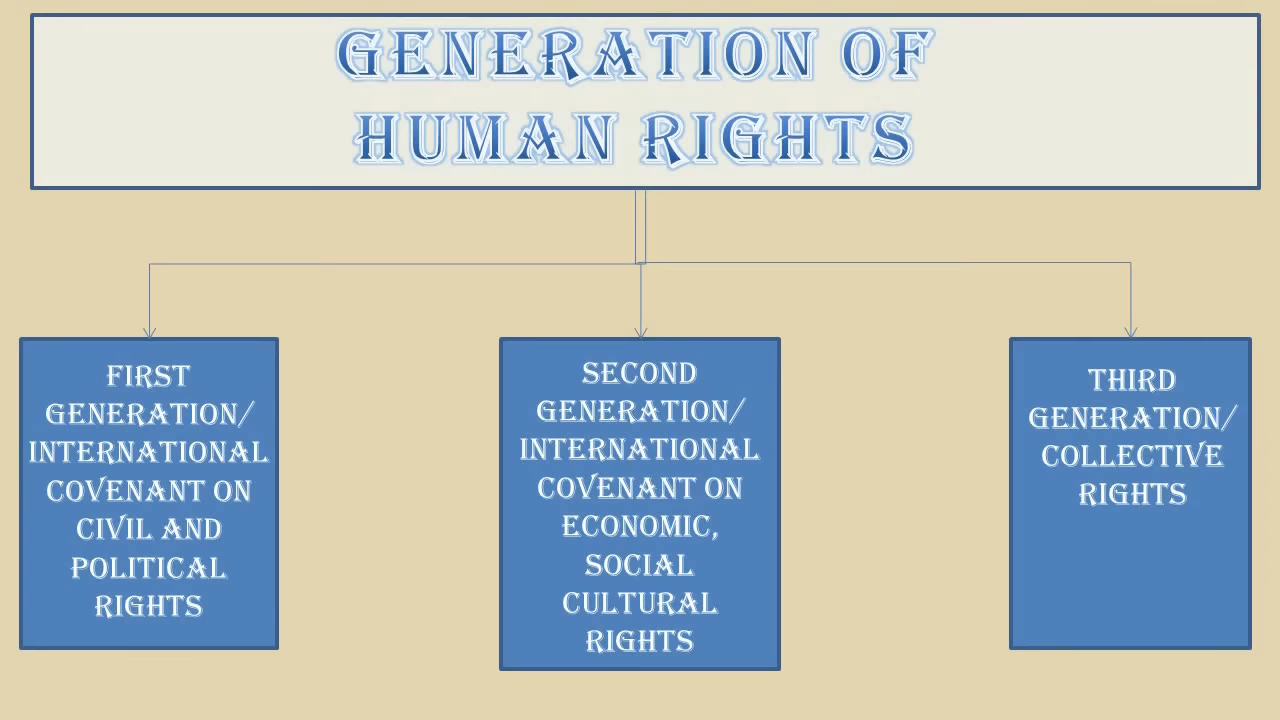 GENERATION OF
HUMAN RIGHTS
FIRST
GENERATION/
INTERNATIONAL
COVENANT ON
CIVIL AND
POLITICAL
RIGHTS
SECOND
GENERATION/
INTERNATIONAL
COVENANT ON
ECONOMIC,
SOCIAL
CULTURAL
RIGHTS
THIRD
GENERATION/
COLLECTIVE
RIGHTS